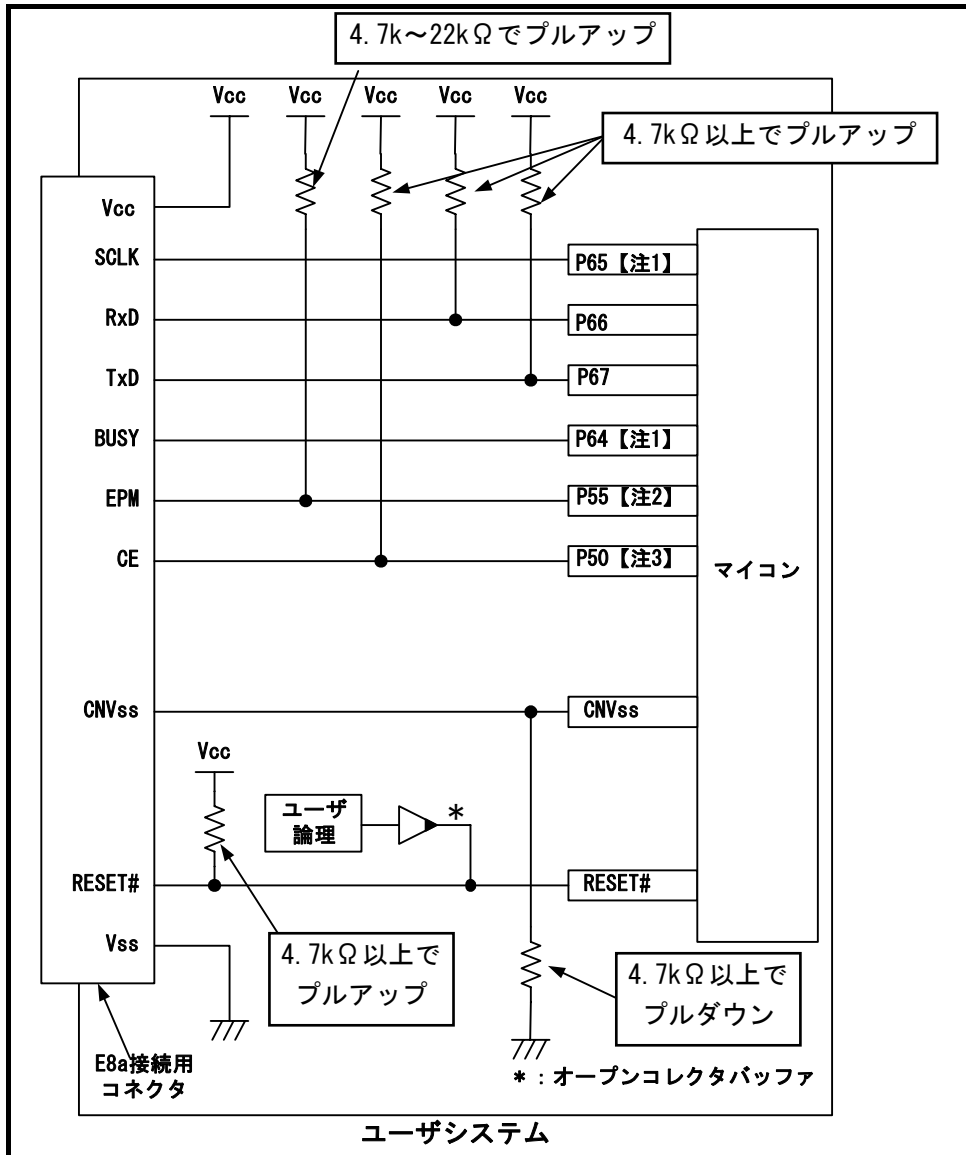 4.7k～22kΩでプルアップ
Vcc Vcc Vcc Vcc Vcc
4.7kΩ以上でプルアップ
Vcc
SCLK P65【注1】
RxD P66
TxD P67
BUSY P64【注1】
EPM P55【注2】
CE P50【注3】
マイコン
CNVss CNVss
Vcc
ユーザ
論理
*
RESET# RESET#
Vss
4.7kΩ以上で
プルアップ
4.7kΩ以上で
プルダウン
E8a接続用
コネクタ
*：オープンコレクタバッファ
ユーザシステム